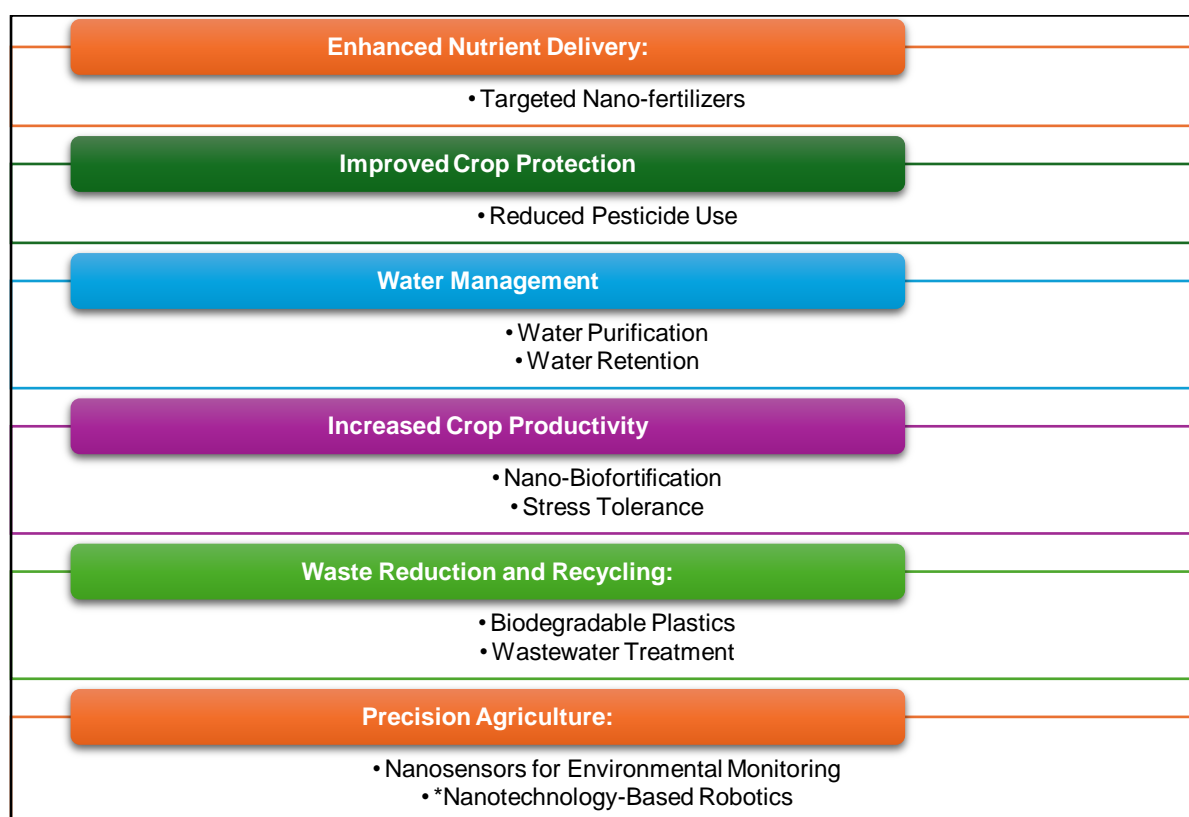 Enhanced Nutrient Delivery:
• Targeted Nano-fertilizers
Improved Crop Protection
• Reduced Pesticide Use
Water Management
• Water Purification
• Water Retention
Increased Crop Productivity
• Nano-Biofortification
• Stress Tolerance
Waste Reduction and Recycling:
• Biodegradable Plastics
• Wastewater Treatment
Precision Agriculture:
• Nanosensors for Environmental Monitoring
• *Nanotechnology-Based Robotics